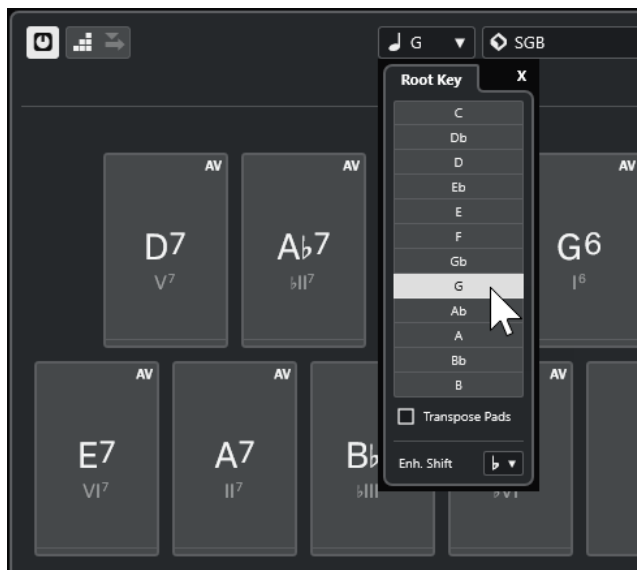 G
SGB
Root Key
X
C
Db
D
Eb
E
F
Gb
G
Ab
A
Bb
B
Transpose Pads
Enh. Shift ♭
AV
D7
V7
AV
A♭7
♭II7
AV
G6
I6
AV
E7
VI7
AV
A7
II7
B♭
♭III
AV
♭VI